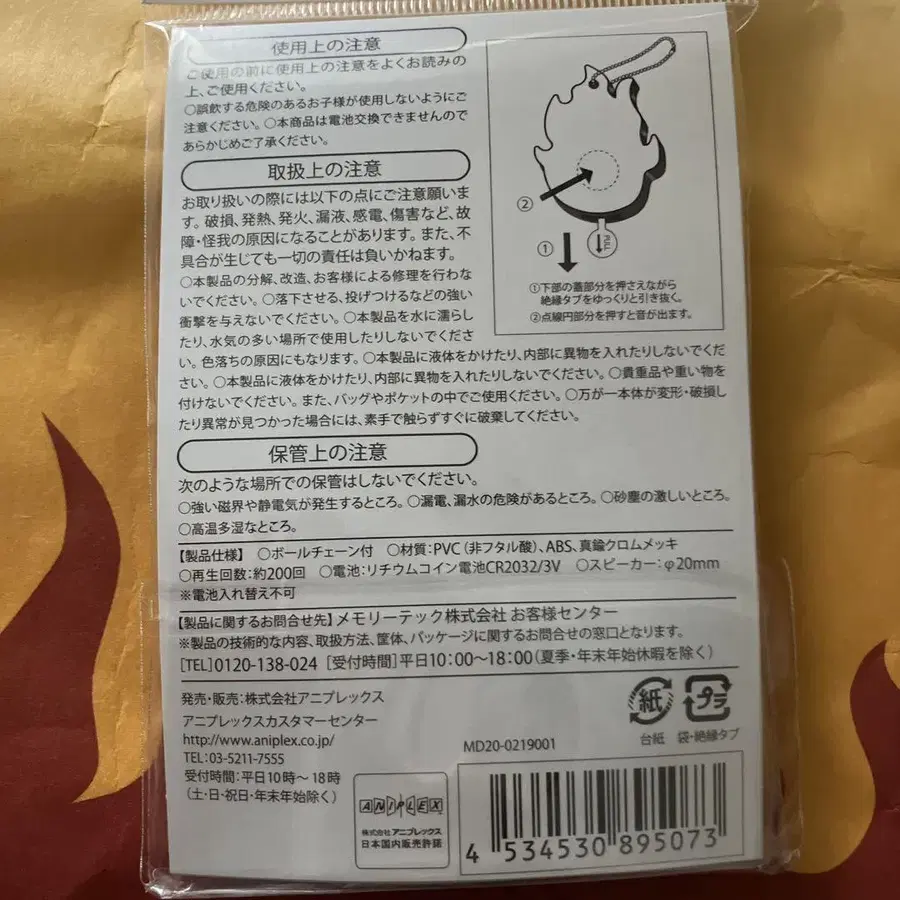 使用上の注意
ご使用の前に使用上の注意をよくお読みの
上、ご使用ください。
○誤飲する危険のあるお子様が使用しないようにご
注意ください。○本商品は電池交換できませんので
あらかじめご了承ください。
取扱上の注意
お取り扱いの際には以下の点にご注意願いま
す。破損、発熱、発火、漏液、感電、傷害など、故
障・怪我の原因になることがあります。また、不
具合が生じても一切の責任は負いかねます。
○本製品の分解、改造、お客様による修理を行わな
いでください。○落下させる、投げつけるなどの強い
衝撃を与えないでください。○本製品を水に濡らし
たり、水気の多い場所で使用したりしないでくださ
い。色落ちの原因にもなります。○本製品に液体をかけたり、内部に異物を入れたりしないでくだ
さい。○本製品に液体をかけたり、内部に異物を入れたりしないでください。○貴重品や重い物を
付けないでください。また、バッグやポケットの中でご使用ください。○万が一本体が変形・破損し
たり異常が見つかった場合には、素手で触らずすぐに破棄してください。
②
①
PULL
①下部の蓋部分を押さえながら
絶縁タブをゆっくりと引き抜く。
②点線円部分を押すと音が出ます。
保管上の注意
次のような場所での保管はしないでください。
○強い磁界や静電気が発生するところ。○漏電、漏水の危険があるところ。○砂塵の激しいところ。
○高温多湿なところ。
【製品仕様】 ○ボールチェーン付 ○材質:PVC(非フタル酸)、ABS、真鍮クロムメッキ
○再生回数:約200回 ○電池:リチウムコイン電池CR2032/3V ○スピーカー:φ20mm
※電池入れ替え不可
【製品に関するお問合せ先】メモリーテック株式会社 お客様センター
※製品の技術的な内容、取扱方法、筐体、パッケージに関するお問合せの窓口となります。
[TEL]0120-138-024 [受付時間]平日10:00〜18:00(夏季・年末年始休暇を除く)
発売・販売:株式会社アニプレックス
アニプレックスカスタマーセンター
http://www.aniplex.co.jp/
TEL:03-5211-7555
受付時間:平日10時〜18時
(土・日・祝日・年末年始除く)
紙
プラ
台紙 袋・絶縁タブ
MD20-0219001
ANIPLEX
株式会社アニプレックス
日本国内販売許諾
4 534530 895073